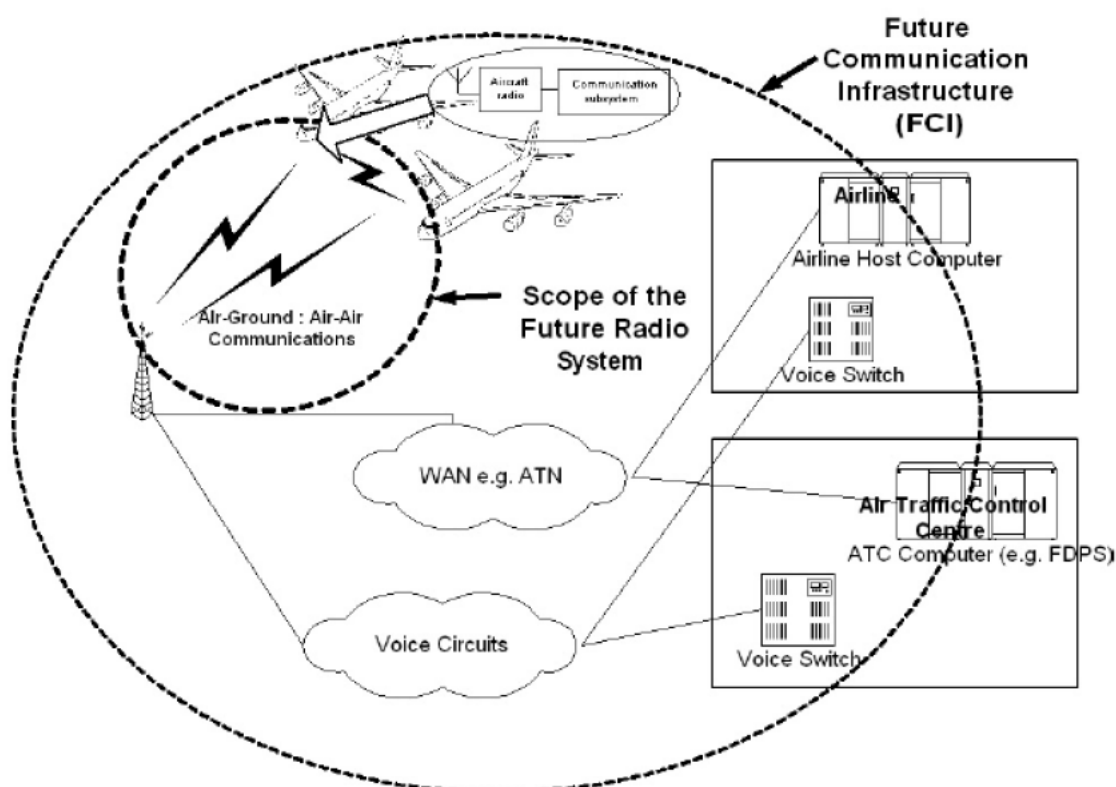 Future
Communication
Infrastructure
(FCI)
Aircraft
radio
Communication
subsystem
Airline
Airline Host Computer
Scope of the
Future Radio
System
Air-Ground : Air-Air
Communications
Voice Switch
WAN e.g. ATN
Air Traffic Control
Centre
ATC Computer (e.g. FDPS)
Voice Circuits
Voice Switch